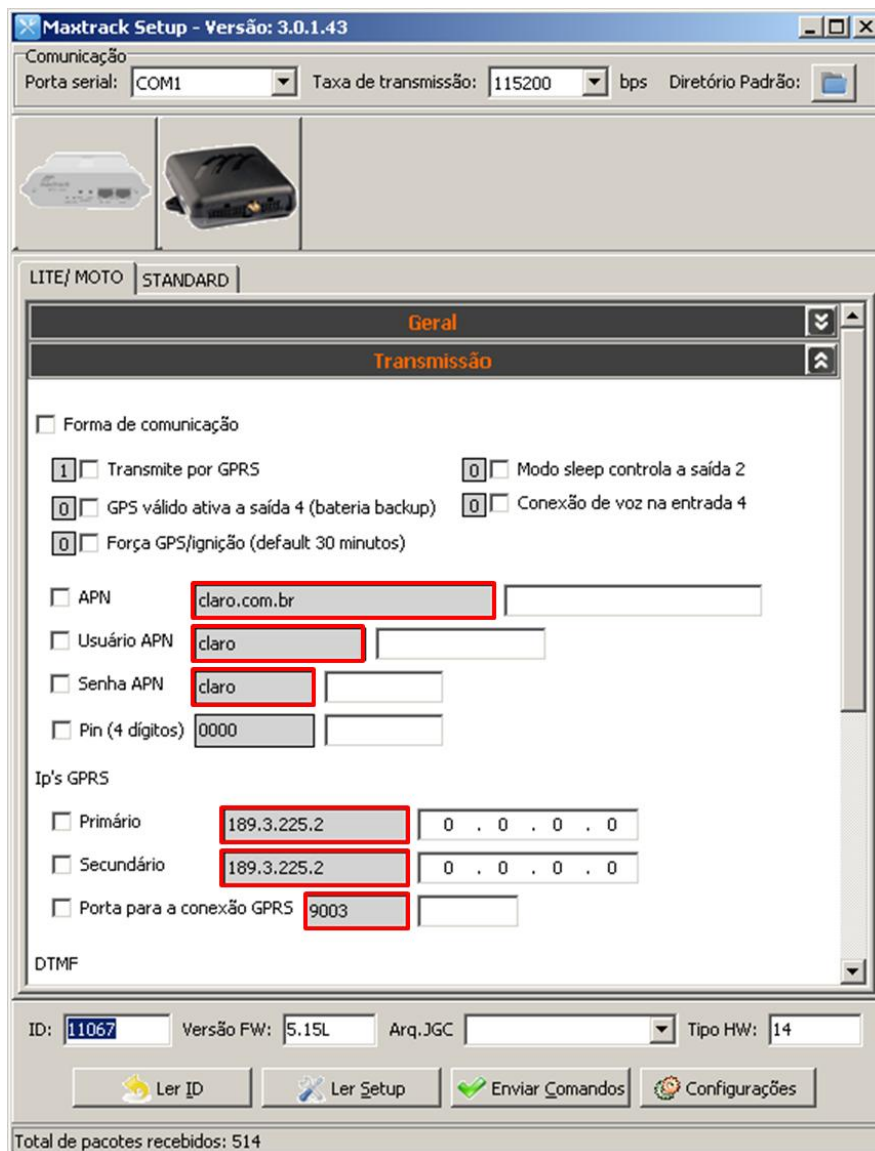 Maxtrack Setup - Versão: 3.0.1.43
Comunicação
Porta serial: COM1 Taxa de transmissão: 115200 bps Diretório Padrão:
LITE/ MOTO STANDARD
Geral
Transmissão
Forma de comunicação
1 Transmite por GPRS 0 Modo sleep controla a saída 2
0 GPS válido ativa a saída 4 (bateria backup) 0 Conexão de voz na entrada 4
0 Força GPS/ignição (default 30 minutos)
APN claro.com.br
Usuário APN claro
Senha APN claro
Pin (4 dígitos) 0000
Ip's GPRS
Primário 189.3.225.2 0 . 0 . 0 . 0
Secundário 189.3.225.2 0 . 0 . 0 . 0
Porta para a conexão GPRS 9003
DTMF
ID: 11067 Versão FW: 5.15L Arq.JGC Tipo HW: 14
Ler ID Ler Setup Enviar Comandos Configurações
Total de pacotes recebidos: 514